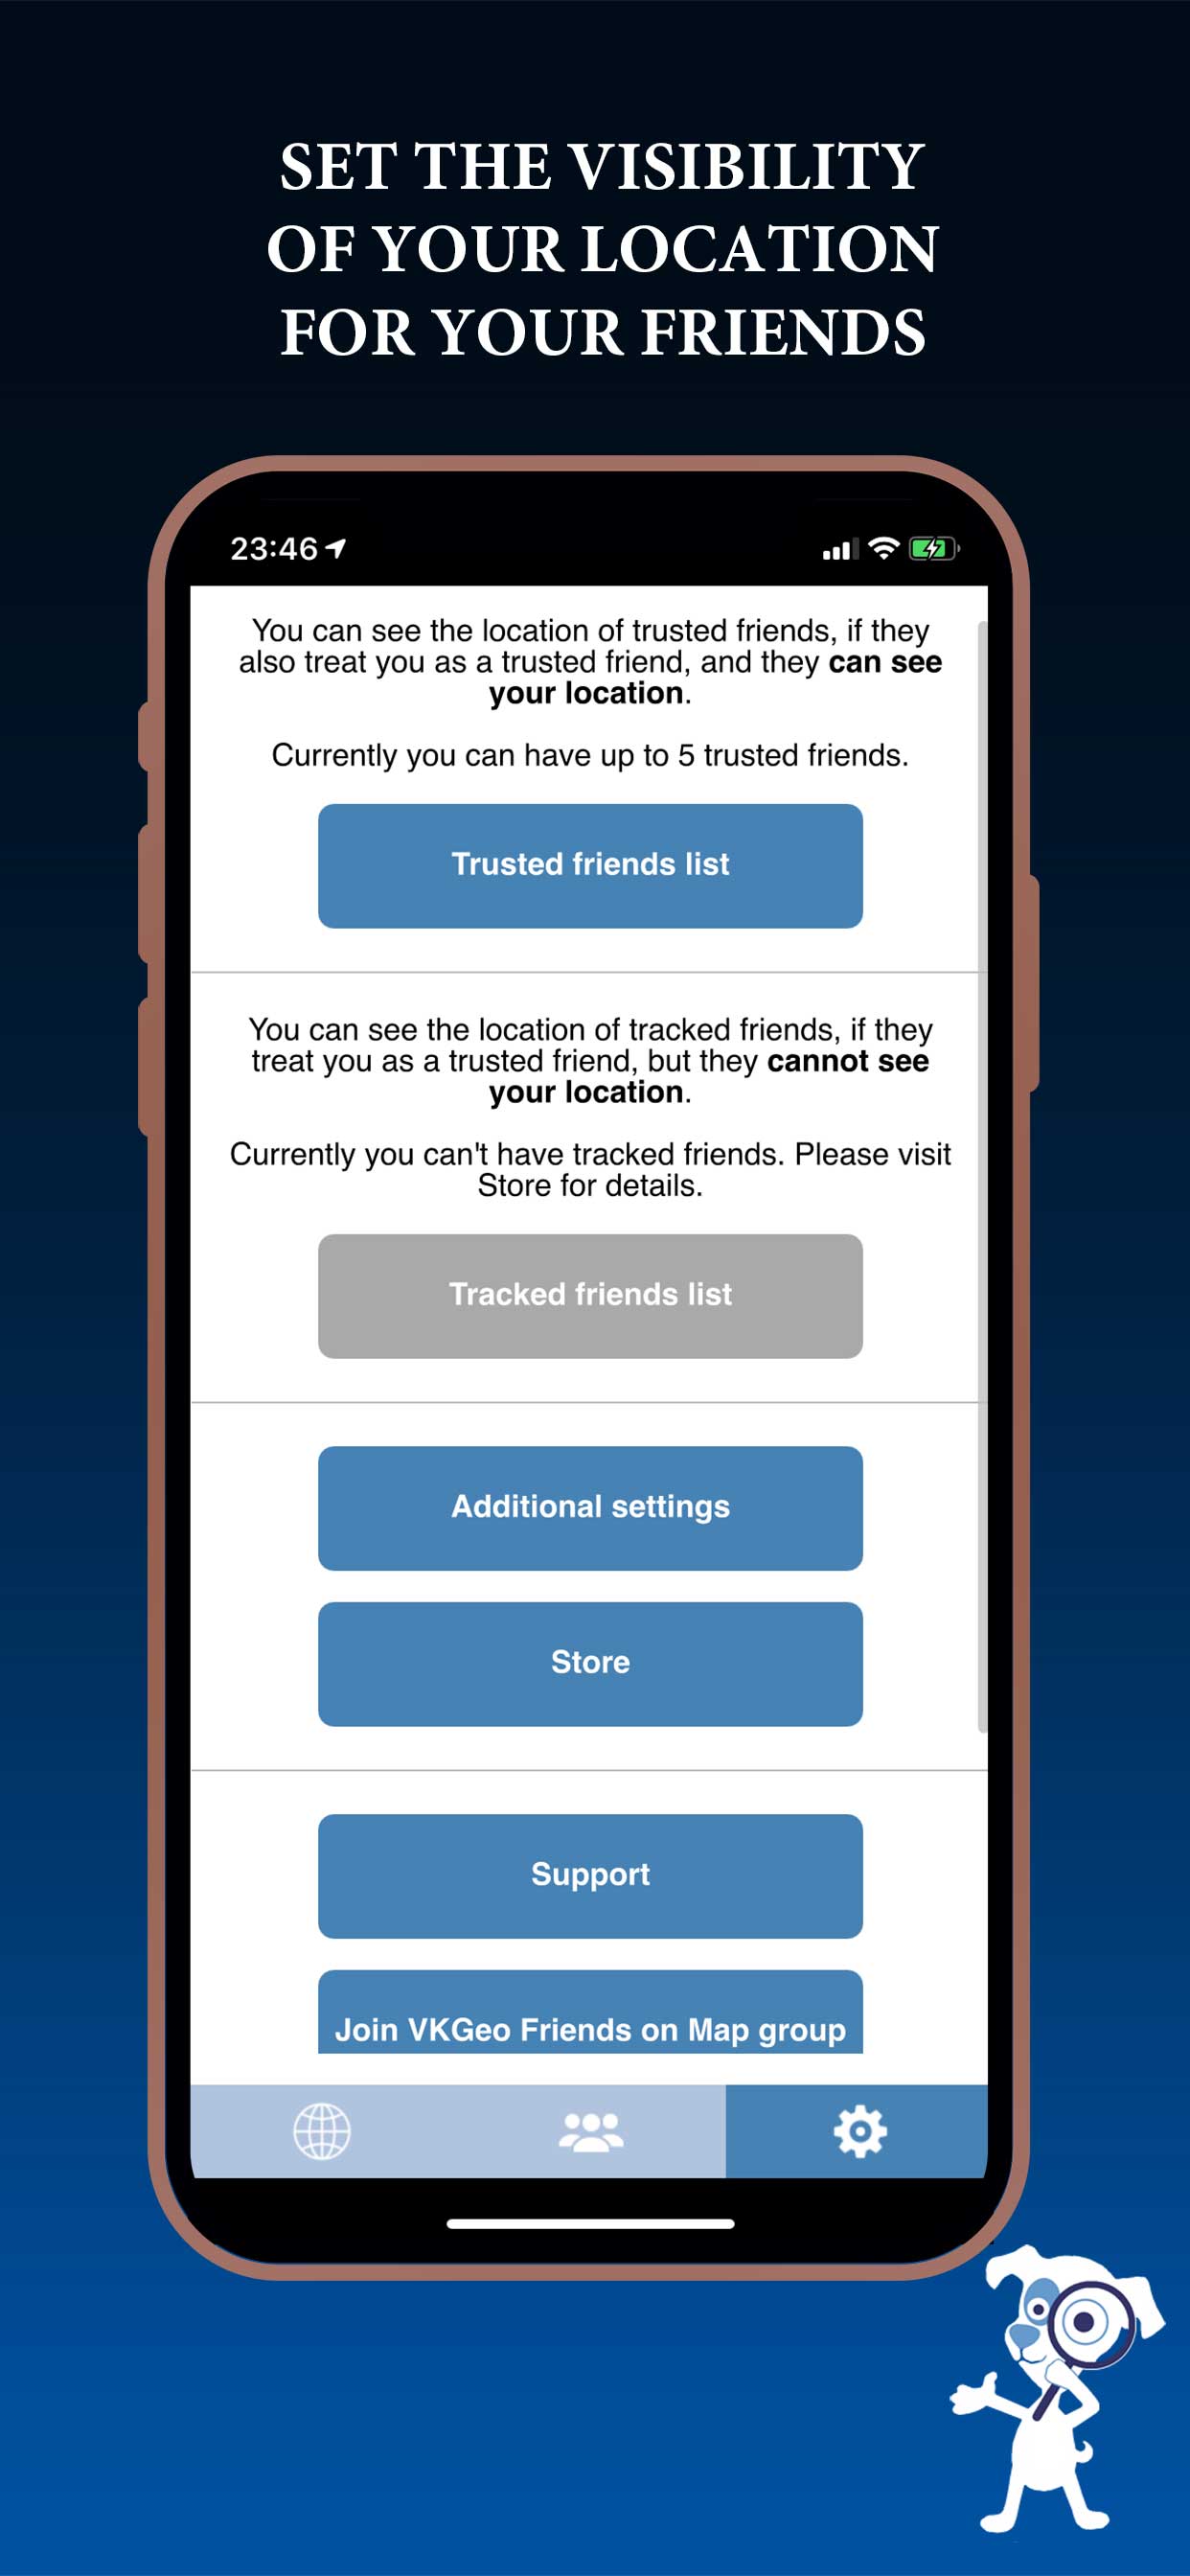 SET THE VISIBILITY
OF YOUR LOCATION
FOR YOUR FRIENDS
23:46
You can see the location of trusted friends, if they
also treat you as a trusted friend, and they can see
your location.
Currently you can have up to 5 trusted friends.
Trusted friends list
You can see the location of tracked friends, if they
treat you as a trusted friend, but they cannot see
your location.
Currently you can't have tracked friends. Please visit
Store for details.
Tracked friends list
Additional settings
Store
Support
Join VKGeo Friends on Map group